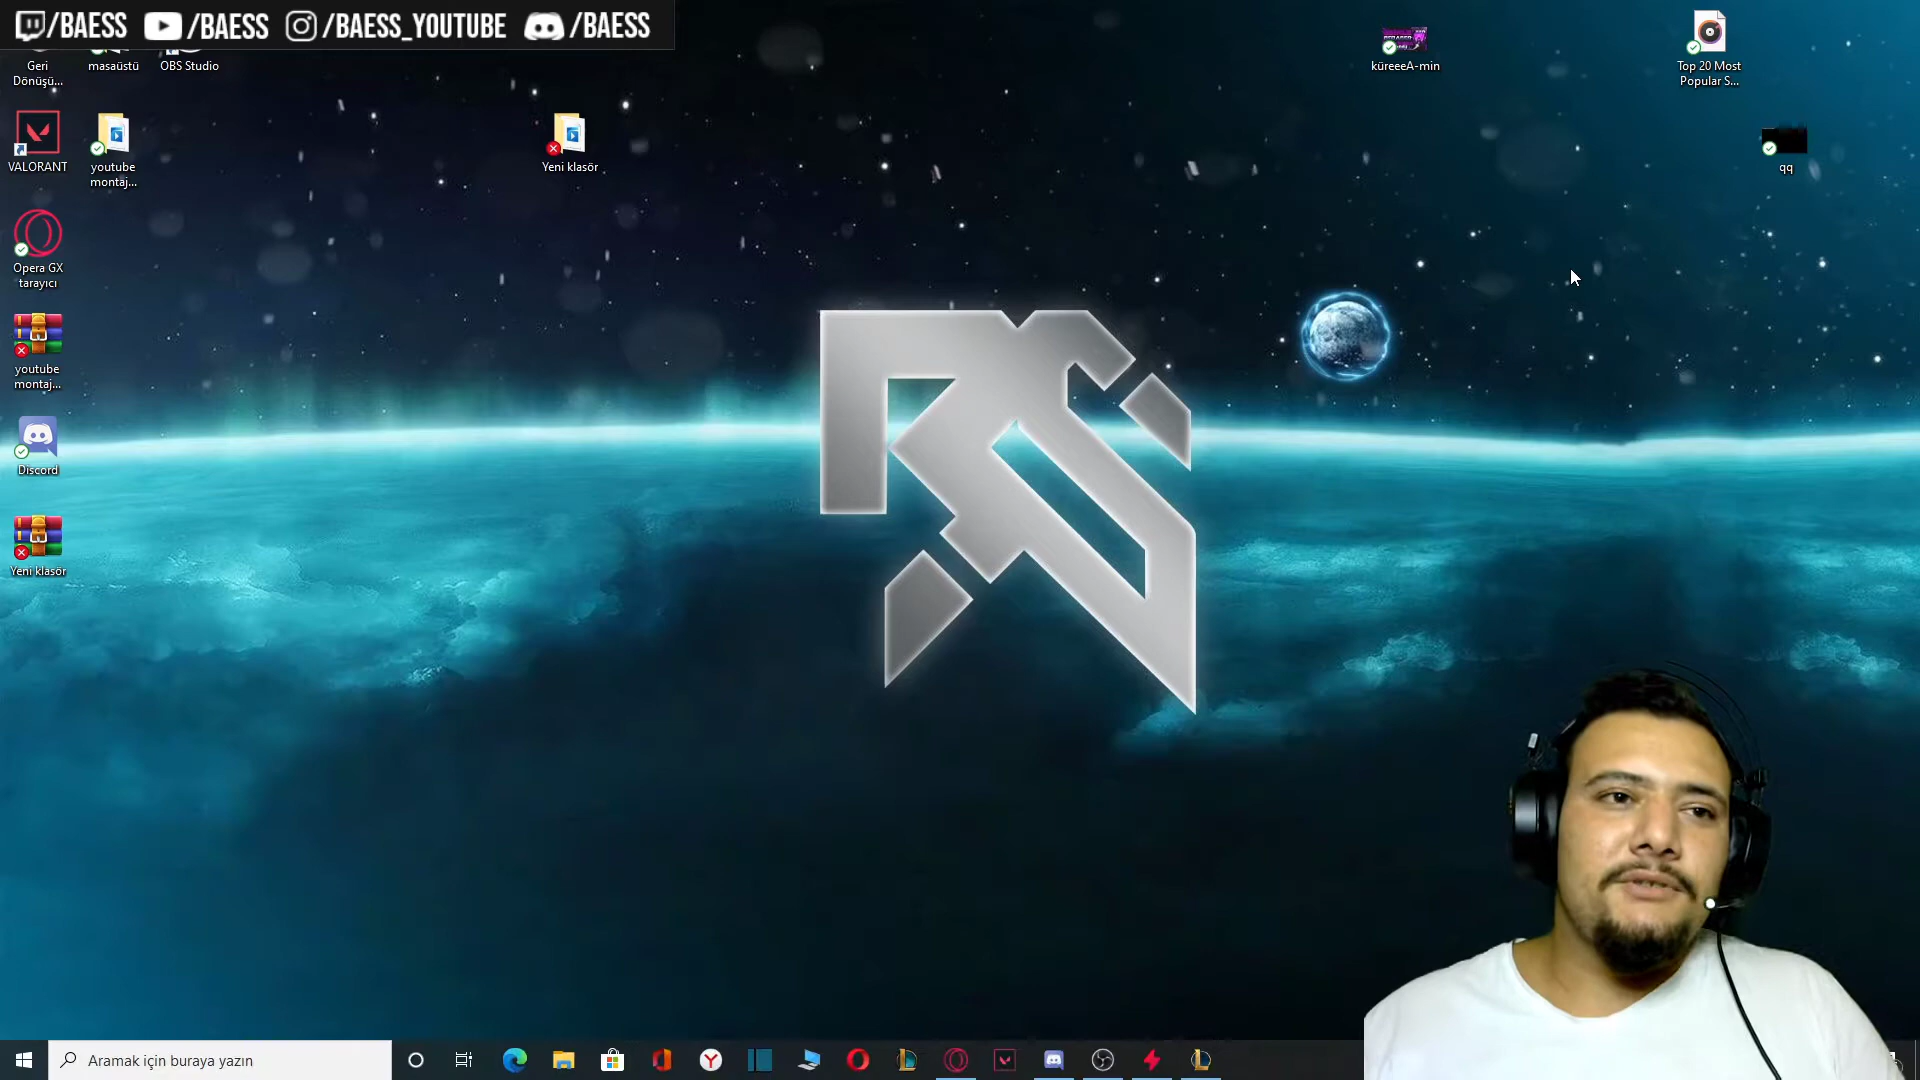 /BAESS /BAESS /BAESS_YOUTUBE /BAESS
Geri
Dönüşü...
masaüstü
OBS Studio
küreeeA-min
Top 20 Most
Popular S...
VALORANT
youtube
montaj...
Yeni klasör
qq
Opera GX
tarayıcı
youtube
montaj...
Discord
Yeni klasör
Aramak için buraya yazın